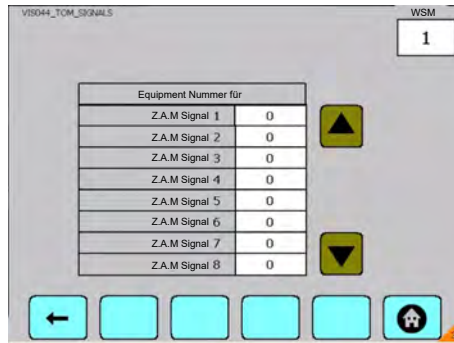 VIS044_TOM_SIGNALS
WSM
1
Equipment Nummer für
Z.A.M Signal 1 0
Z.A.M Signal 2 0
Z.A.M Signal 3 0
Z.A.M Signal 4 0
Z.A.M Signal 5 0
Z.A.M Signal 6 0
Z.A.M Signal 7 0
Z.A.M Signal 8 0